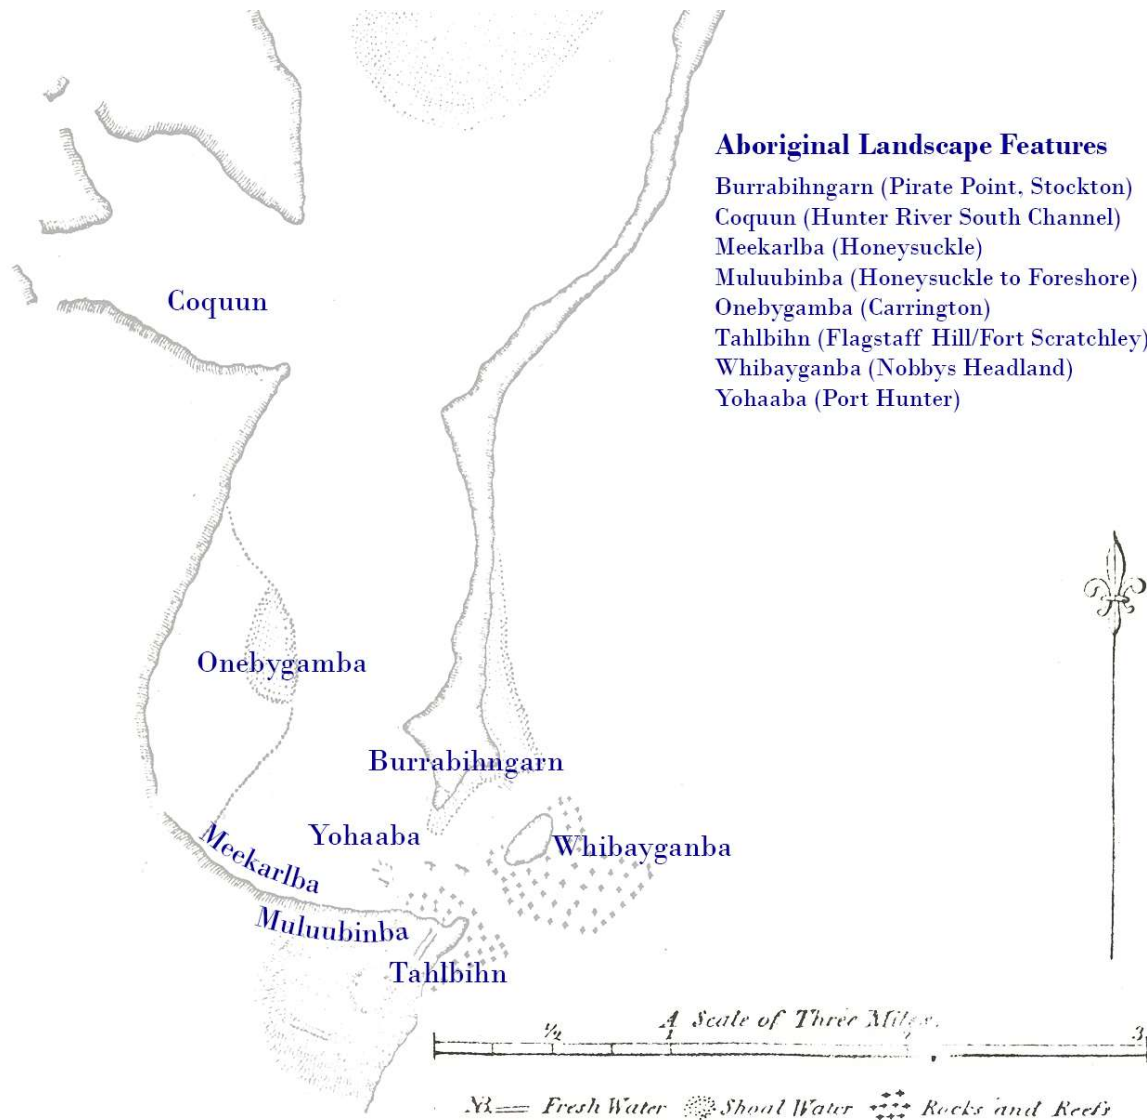 Aboriginal Landscape Features
Burrabihngarn (Pirate Point, Stockton)
Coquun (Hunter River South Channel)
Meekarlba (Honeysuckle)
Muluubinba (Honeysuckle to Foreshore)
Onebygamba (Carrington)
Tahlbihn (Flagstaff Hill/Fort Scratchley)
Whibayganba (Nobbys Headland)
Yohaaba (Port Hunter)
Coquun
Onebygamba
Burrabihngarn
Yohaaba
Whibayganba
Meekarlba
Muluubinba
Tahlbihn
A Scale of Three Miles.
½ 1 3
NB. Fresh Water Shoal Water Rocks and Reefs